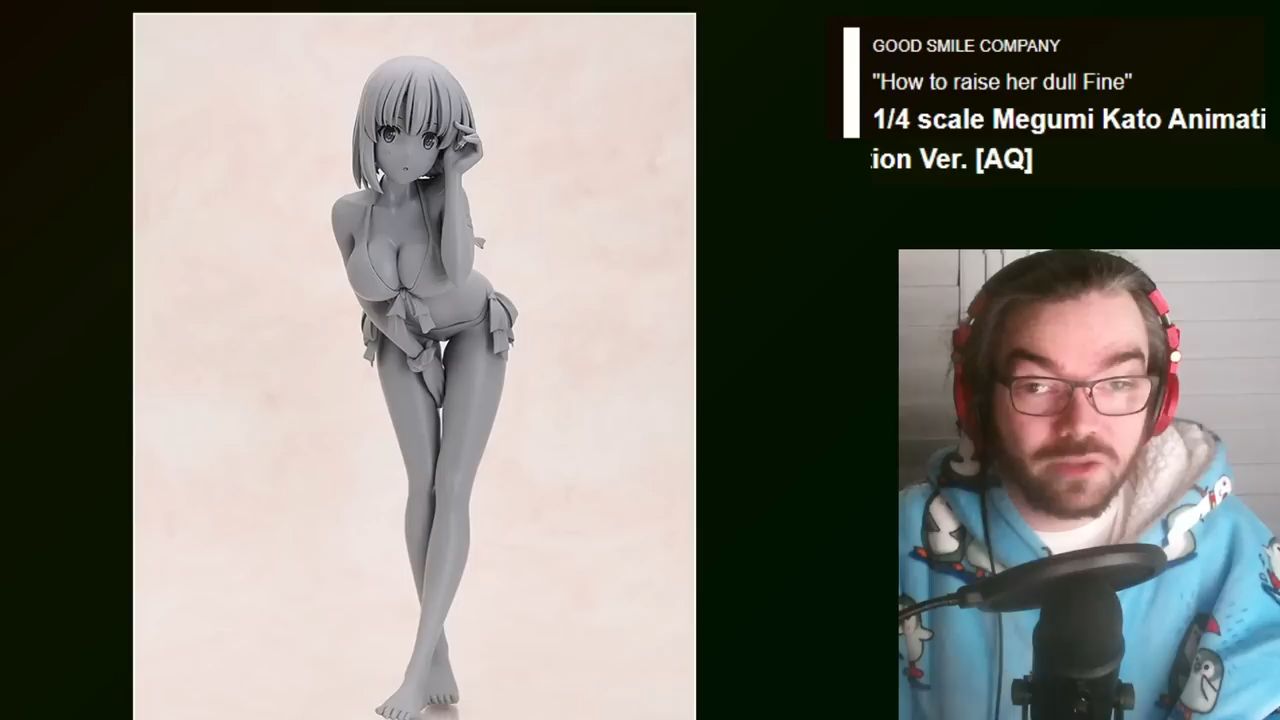 GOOD SMILE COMPANY
"How to raise her dull Fine"
1/4 scale Megumi Kato Animati
ion Ver. [AQ]